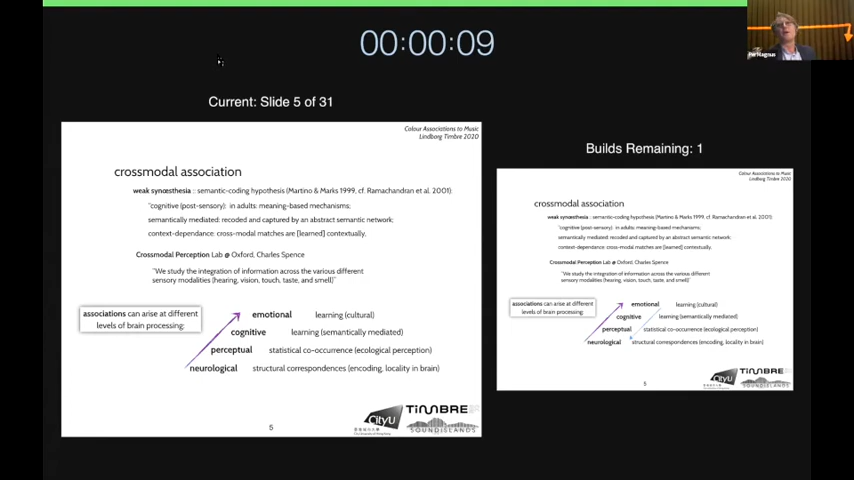 00:00:09
Per Magnus
Current: Slide 5 of 31
Colour Associations to Music
Lindborg Timbre 2020
crossmodal association
weak synæsthesia :: semantic-coding hypothesis (Martino & Marks 1999, cf. Ramachandran et al. 2001):
"cognitive (post-sensory): in adults: meaning-based mechanisms;
semantically mediated: recoded and captured by an abstract semantic network;
context-dependance: cross-modal matches are [learned] contextually.
Crossmodal Perception Lab @ Oxford, Charles Spence
"We study the integration of information across the various different
sensory modalities (hearing, vision, touch, taste, and smell)"
associations can arise at different
levels of brain processing:
emotional learning (cultural)
cognitive learning (semantically mediated)
perceptual statistical co-occurrence (ecological perception)
neurological structural correspondences (encoding, locality in brain)
5
CityU
TiMBRE
SOUNDISLANDS
Builds Remaining: 1
Colour Associations to Music
Lindborg Timbre 2020
crossmodal association
weak synæsthesia :: semantic-coding hypothesis (Martino & Marks 1999, cf. Ramachandran et al. 2001):
"cognitive (post-sensory): in adults: meaning-based mechanisms;
semantically mediated: recoded and captured by an abstract semantic network;
context-dependance: cross-modal matches are [learned] contextually.
Crossmodal Perception Lab @ Oxford, Charles Spence
"We study the integration of information across the various different
sensory modalities (hearing, vision, touch, taste, and smell)"
associations can arise at different
levels of brain processing:
emotional learning (cultural)
cognitive learning (semantically mediated)
perceptual statistical co-occurrence (ecological perception)
neurological structural correspondences (encoding, locality in brain)
5
CityU
TiMBRE
SOUNDISLANDS